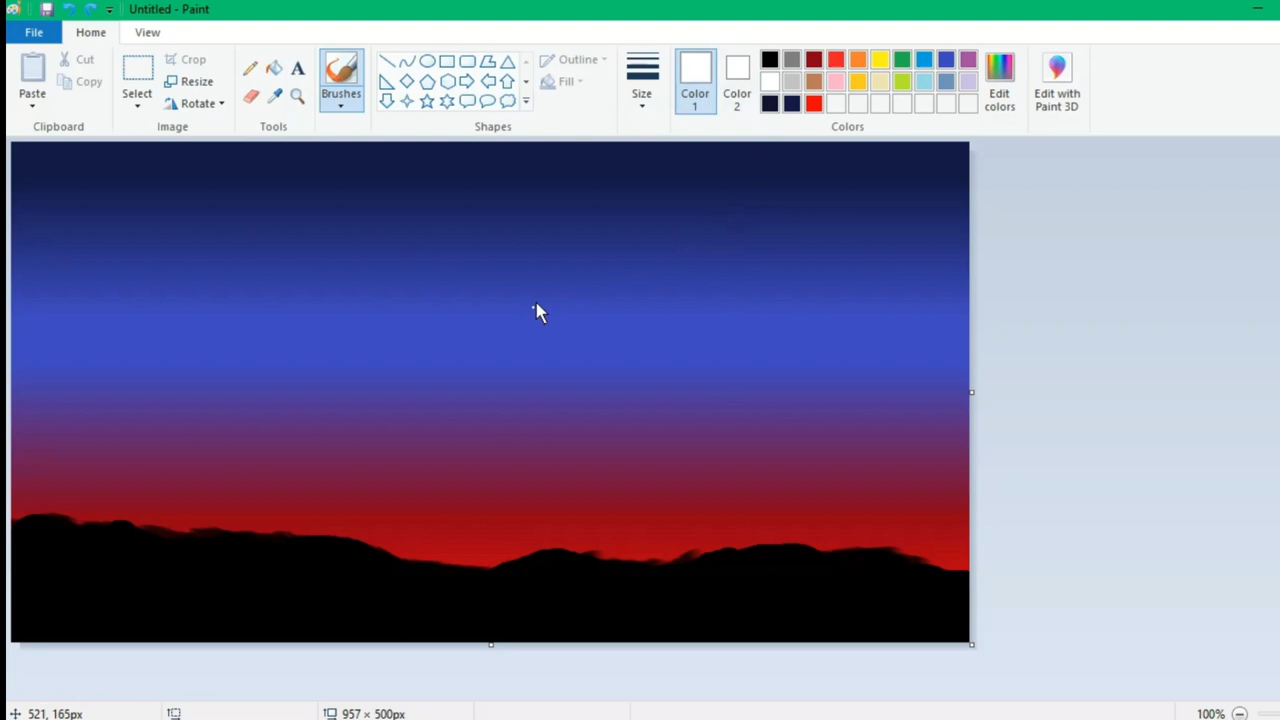 Untitled - Paint
File Home View
Paste
Cut
Copy
Clipboard
Select
Crop
Resize
Rotate
Image
A
Tools
Brushes
Shapes
Outline
Fill
Size
Color 1
Color 2
Colors
Edit colors
Edit with Paint 3D
521, 165px
957 × 500px
100%